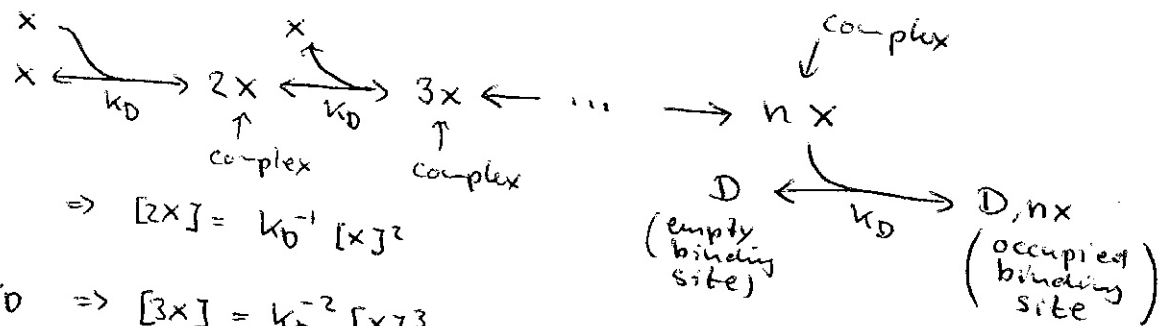 x
x ⟷ 2x ⟷ 3x ⟷ ... ⟶ n x
K_D
K_D
x
complex
complex
complex
D ⟷ D, nx
K_D
(empty binding site)
(occupied binding site)
=> [2X] = K_D^-1 [X]^2
=> [3X] = K_D^-2 [X]^3